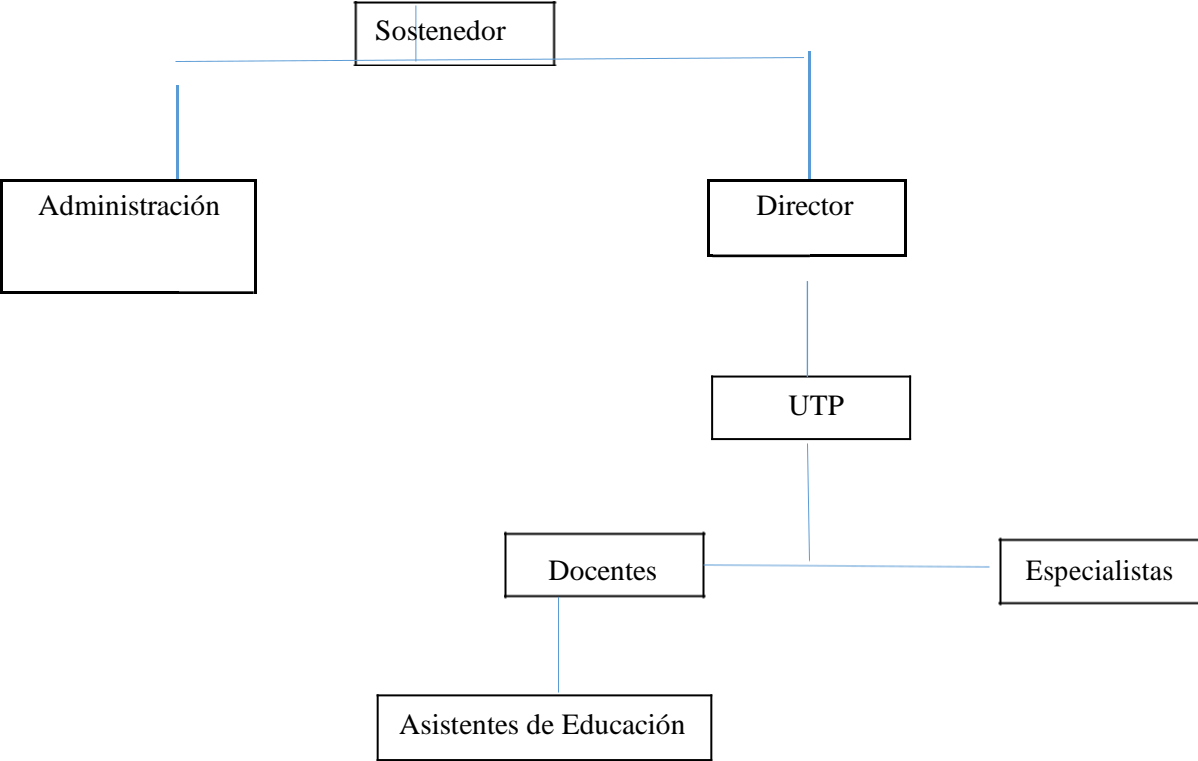 Sostenedor
Administración
Director
UTP
Docentes
Especialistas
Asistentes de Educación